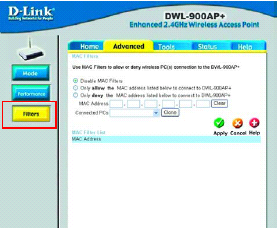 D-Link
Building Networks for People
DWL-900AP+
Enhanced 2.4GHz Wireless Access Point
Home
Advanced
Tools
Status
Help
Mode
Performance
Filters
MAC Filters
Use MAC Filters to allow or deny wireless PC(s) connection to the DWL-900AP+.
Disable MAC Filters
Only allow the MAC address listed below to connect to DWL-900AP+
Only deny the MAC address listed below to connect to DWL-900AP+
MAC Address
Clear
Connected PCs
Clone
Apply Cancel Help
MAC Filter List
MAC Address